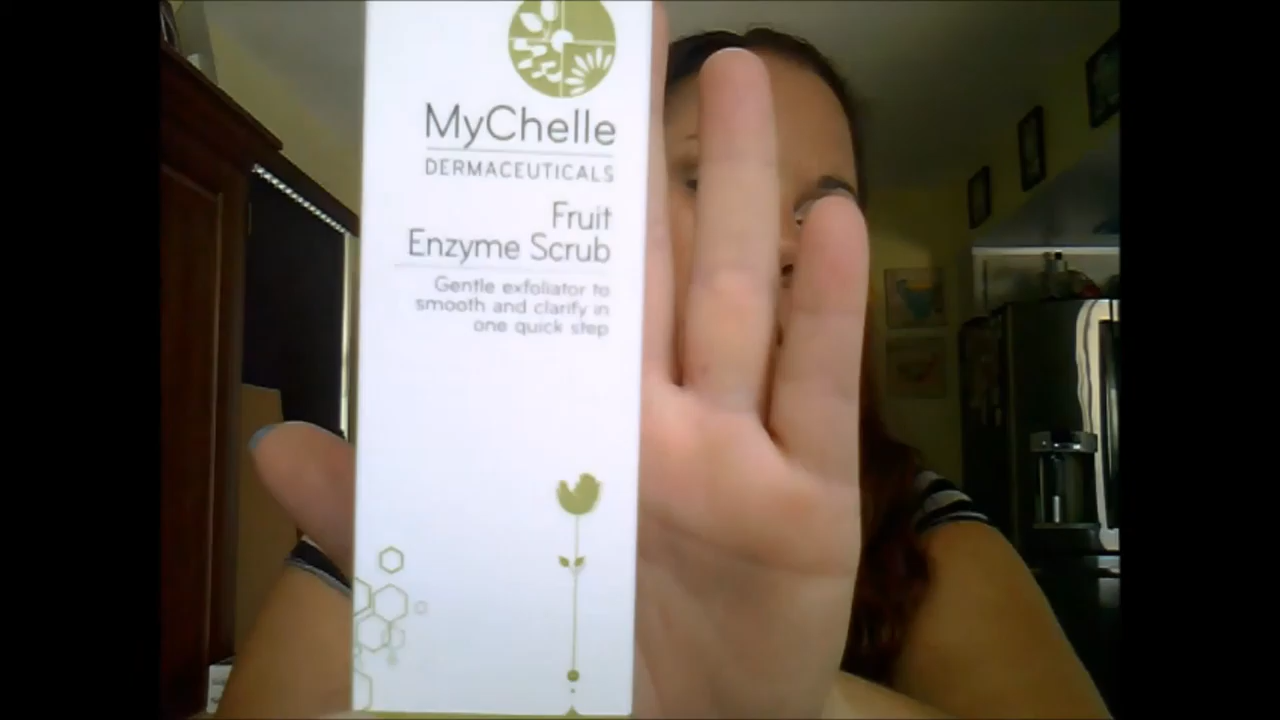 MyChelle
DERMACEUTICALS
Fruit
Enzyme Scrub
Gentle exfoliator to
smooth and clarify in
one quick step